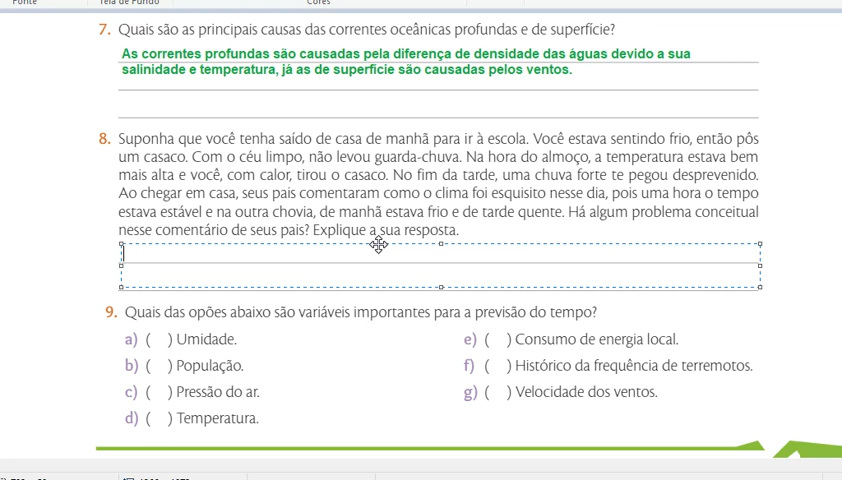 Fonte
Tela de Fundo
Cores
7. Quais são as principais causas das correntes oceânicas profundas e de superfície?
As correntes profundas são causadas pela diferença de densidade das águas devido a sua
salinidade e temperatura, já as de superfície são causadas pelos ventos.
8. Suponha que você tenha saído de casa de manhã para ir à escola. Você estava sentindo frio, então pôs
um casaco. Com o céu limpo, não levou guarda-chuva. Na hora do almoço, a temperatura estava bem
mais alta e você, com calor, tirou o casaco. No fim da tarde, uma chuva forte te pegou desprevenido.
Ao chegar em casa, seus pais comentaram como o clima foi esquisito nesse dia, pois uma hora o tempo
estava estável e na outra chovia, de manhã estava frio e de tarde quente. Há algum problema conceitual
nesse comentário de seus pais? Explique a sua resposta.
9. Quais das opões abaixo são variáveis importantes para a previsão do tempo?
a) ( ) Umidade.
b) ( ) População.
c) ( ) Pressão do ar.
d) ( ) Temperatura.
e) ( ) Consumo de energia local.
f) ( ) Histórico da frequência de terremotos.
g) ( ) Velocidade dos ventos.